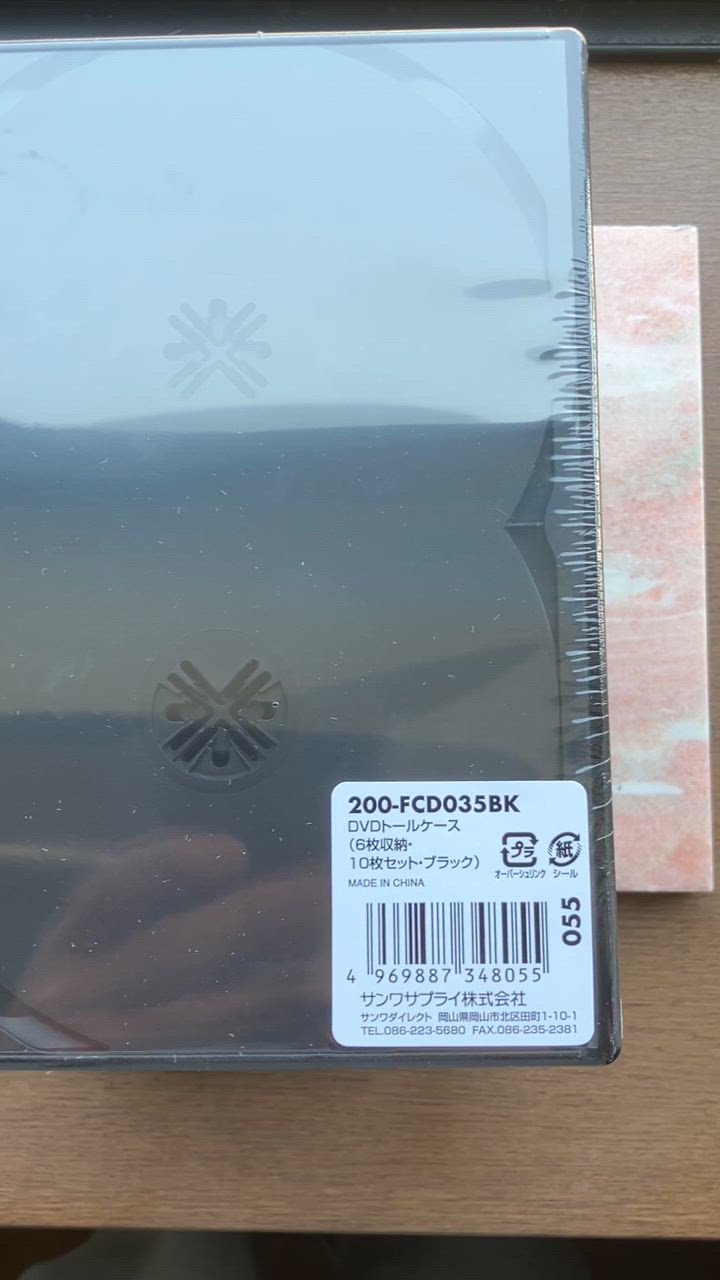 200-FCD035BK
DVDトールケース
(6枚収納・
10枚セット・ブラック)
MADE IN CHINA
プラ
オーバーシュリンク
紙
シール
055
4 969887 348055
サンワサプライ株式会社
サンワダイレクト 岡山県岡山市北区田町1-10-1
TEL.086-223-5680 FAX.086-235-2381